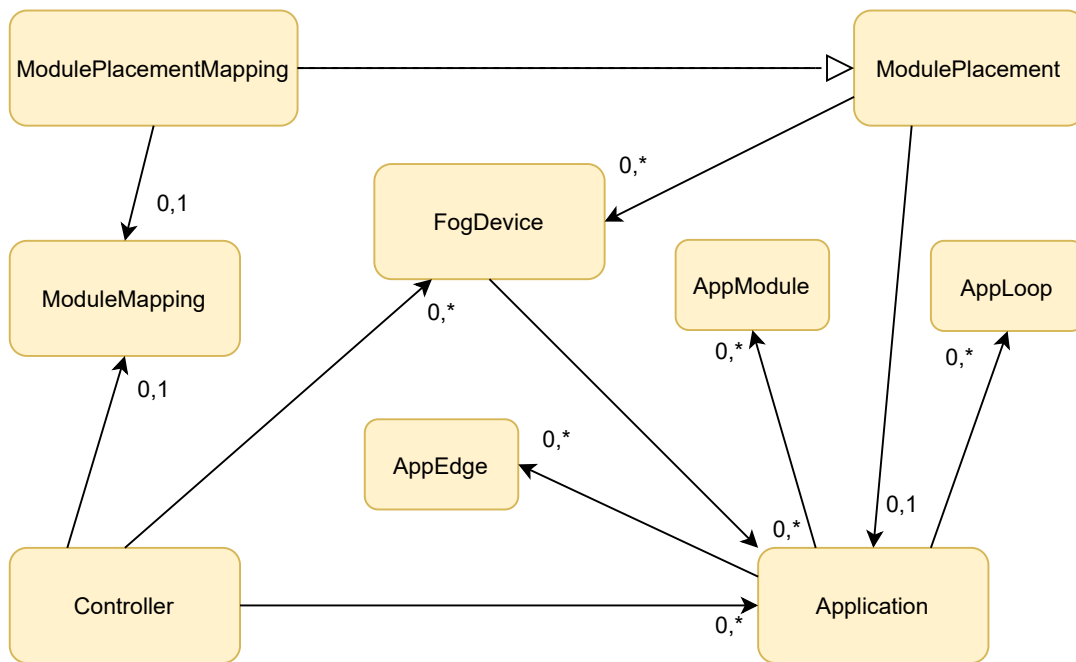 ModulePlacementMapping
ModulePlacement
0,*
FogDevice
0,1
ModuleMapping
AppModule
AppLoop
0,*
0,*
0,*
0,1
0,*
AppEdge
0,1
0,*
Controller
Application
0,*